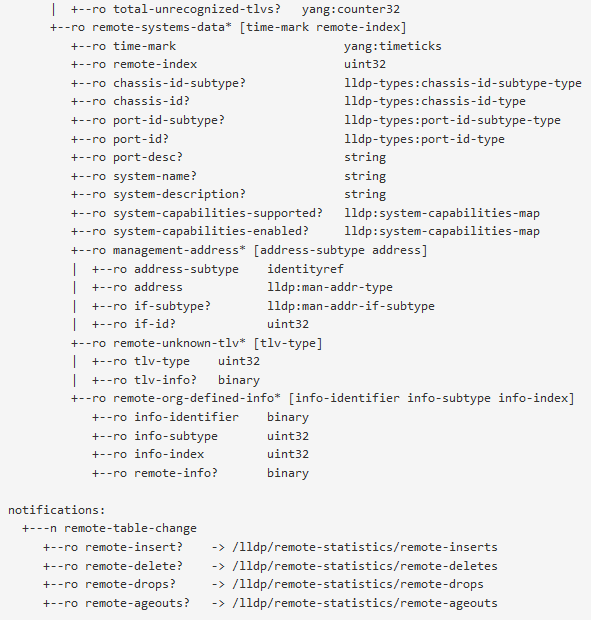 |  +--ro total-unrecognized-tlvs?   yang:counter32
+--ro remote-systems-data* [time-mark remote-index]
   +--ro time-mark                        yang:timeticks
   +--ro remote-index                     uint32
   +--ro chassis-id-subtype?              lldp-types:chassis-id-subtype-type
   +--ro chassis-id?                      lldp-types:chassis-id-type
   +--ro port-id-subtype?                 lldp-types:port-id-subtype-type
   +--ro port-id?                         lldp-types:port-id-type
   +--ro port-desc?                       string
   +--ro system-name?                     string
   +--ro system-description?              string
   +--ro system-capabilities-supported?   lldp:system-capabilities-map
   +--ro system-capabilities-enabled?     lldp:system-capabilities-map
   +--ro management-address* [address-subtype address]
   |  +--ro address-subtype    identityref
   |  +--ro address            lldp:man-addr-type
   |  +--ro if-subtype?        lldp:man-addr-if-subtype
   |  +--ro if-id?             uint32
   +--ro remote-unknown-tlv* [tlv-type]
   |  +--ro tlv-type    uint32
   |  +--ro tlv-info?   binary
   +--ro remote-org-defined-info* [info-identifier info-subtype info-index]
      +--ro info-identifier    binary
      +--ro info-subtype       uint32
      +--ro info-index         uint32
      +--ro remote-info?       binary
notifications:
  +---n remote-table-change
     +--ro remote-insert?    -> /lldp/remote-statistics/remote-inserts
     +--ro remote-delete?    -> /lldp/remote-statistics/remote-deletes
     +--ro remote-drops?     -> /lldp/remote-statistics/remote-drops
     +--ro remote-ageouts?   -> /lldp/remote-statistics/remote-ageouts